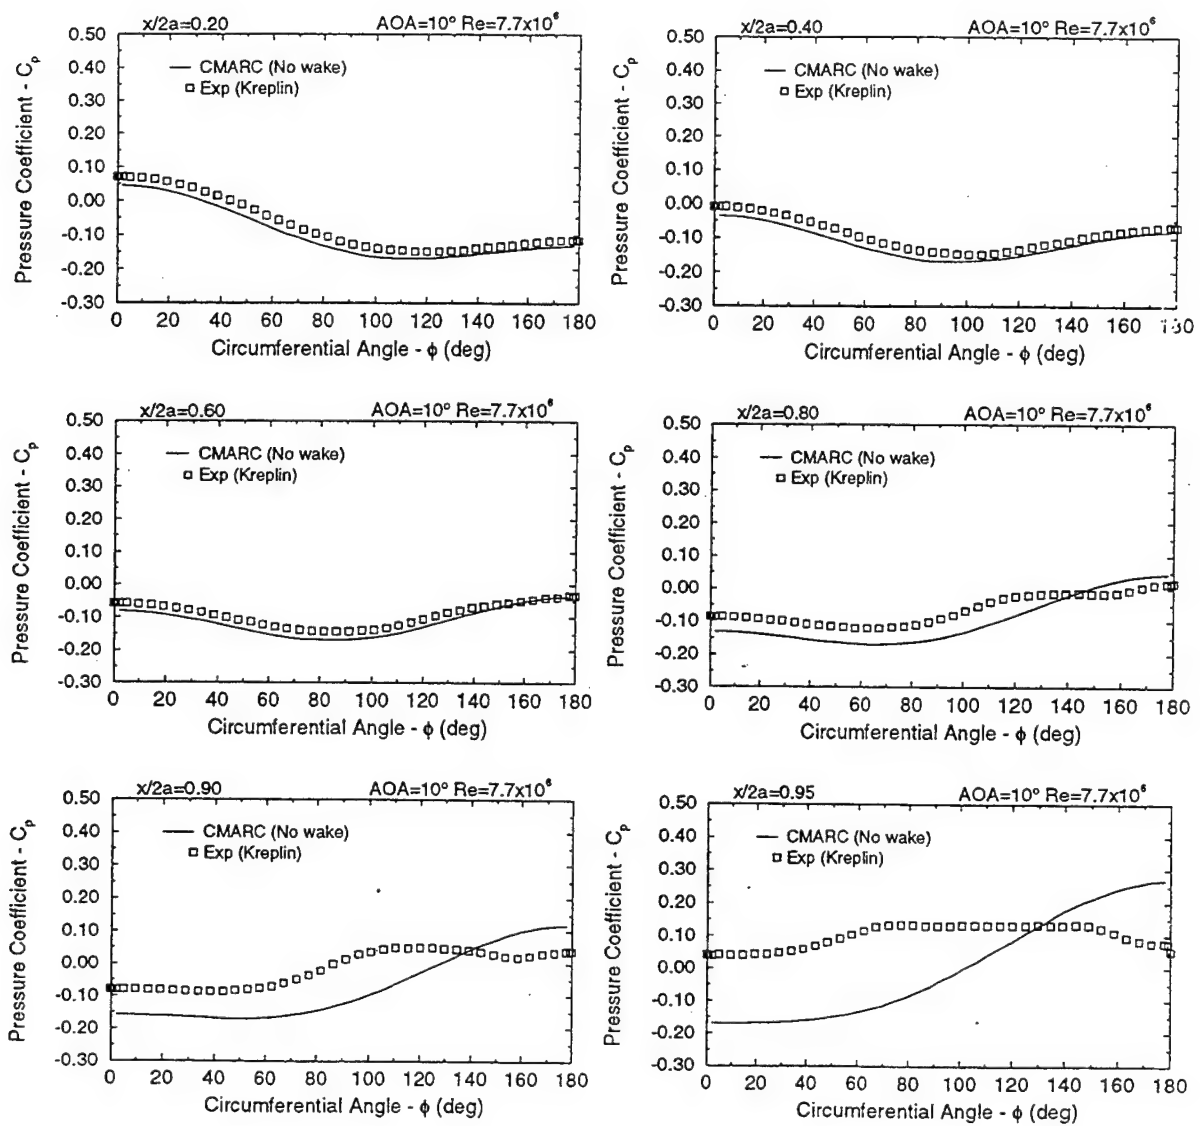 x/2a=0.20 AOA=10° Re=7.7x10⁶
0.50
0.40
0.30
0.20
0.10
0.00
-0.10
-0.20
-0.30
Pressure Coefficient - Cₚ
CMARC (No wake)
Exp (Kreplin)
0 20 40 60 80 100 120 140 160 180
Circumferential Angle - ϕ (deg)
x/2a=0.40 AOA=10° Re=7.7x10⁶
0.50
0.40
0.30
0.20
0.10
0.00
-0.10
-0.20
-0.30
Pressure Coefficient - Cₚ
CMARC (No wake)
Exp (Kreplin)
0 20 40 60 80 100 120 140 160
Circumferential Angle - ϕ (deg)
x/2a=0.60 AOA=10° Re=7.7x10⁶
0.50
0.40
0.30
0.20
0.10
0.00
-0.10
-0.20
-0.30
Pressure Coefficient - Cₚ
CMARC (No wake)
Exp (Kreplin)
0 20 40 60 80 100 120 140 160 180
Circumferential Angle - ϕ (deg)
x/2a=0.80 AOA=10° Re=7.7x10⁶
0.50
0.40
0.30
0.20
0.10
0.00
-0.10
-0.20
-0.30
Pressure Coefficient - Cₚ
CMARC (No wake)
Exp (Kreplin)
0 20 40 60 80 100 120 140 160 180
Circumferential Angle - ϕ (deg)
x/2a=0.90 AOA=10° Re=7.7x10⁶
0.50
0.40
0.30
0.20
0.10
0.00
-0.10
-0.20
-0.30
Pressure Coefficient - Cₚ
CMARC (No wake)
Exp (Kreplin)
0 20 40 60 80 100 120 140 160 180
Circumferential Angle - ϕ (deg)
x/2a=0.95 AOA=10° Re=7.7x10⁶
0.50
0.40
0.30
0.20
0.10
0.00
-0.10
-0.20
-0.30
Pressure Coefficient - Cₚ
CMARC (No wake)
Exp (Kreplin)
0 20 40 60 80 100 120 140 160 180
Circumferential Angle - ϕ (deg)